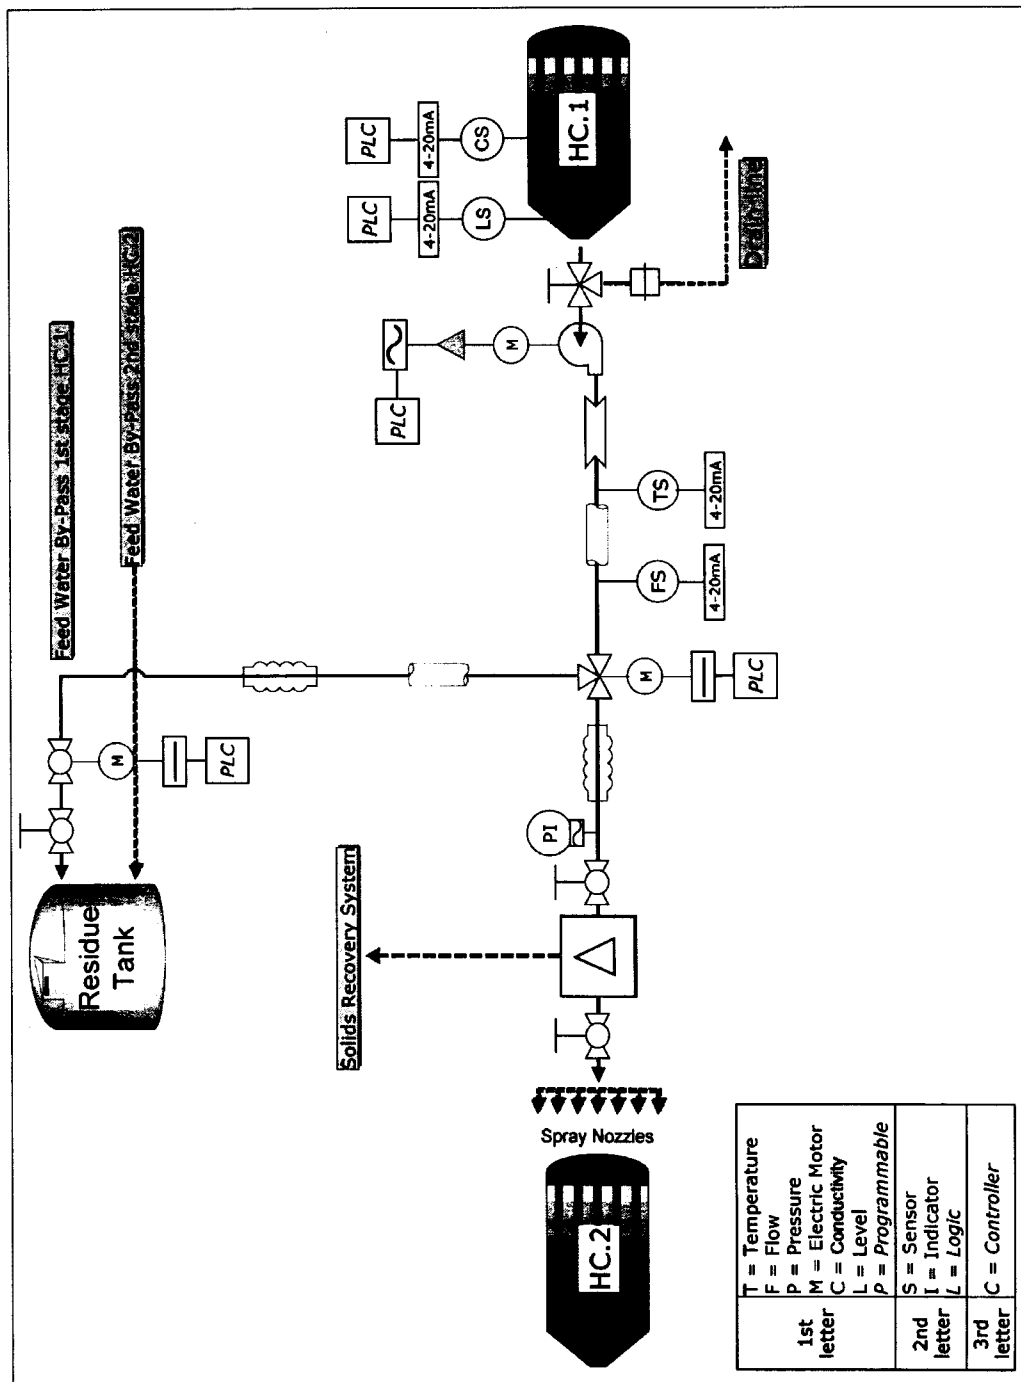 Feed Water By-Pass 1st stage HC.1
Feed Water By-Pass 2nd stage HC.2
Residue
Tank
M
PLC
PLC
4-20mA
CS
PLC
4-20mA
LS
HC.1
PLC
M
Drain line
TS
4-20mA
FS
4-20mA
M
PLC
PI
Solids Recovery System
Spray Nozzles
HC.2
1st
letter
T = Temperature
F = Flow
P = Pressure
M = Electric Motor
C = Conductivity
L = Level
P = Programmable
2nd
letter
S = Sensor
I = Indicator
L = Logic
3rd
letter
C = Controller